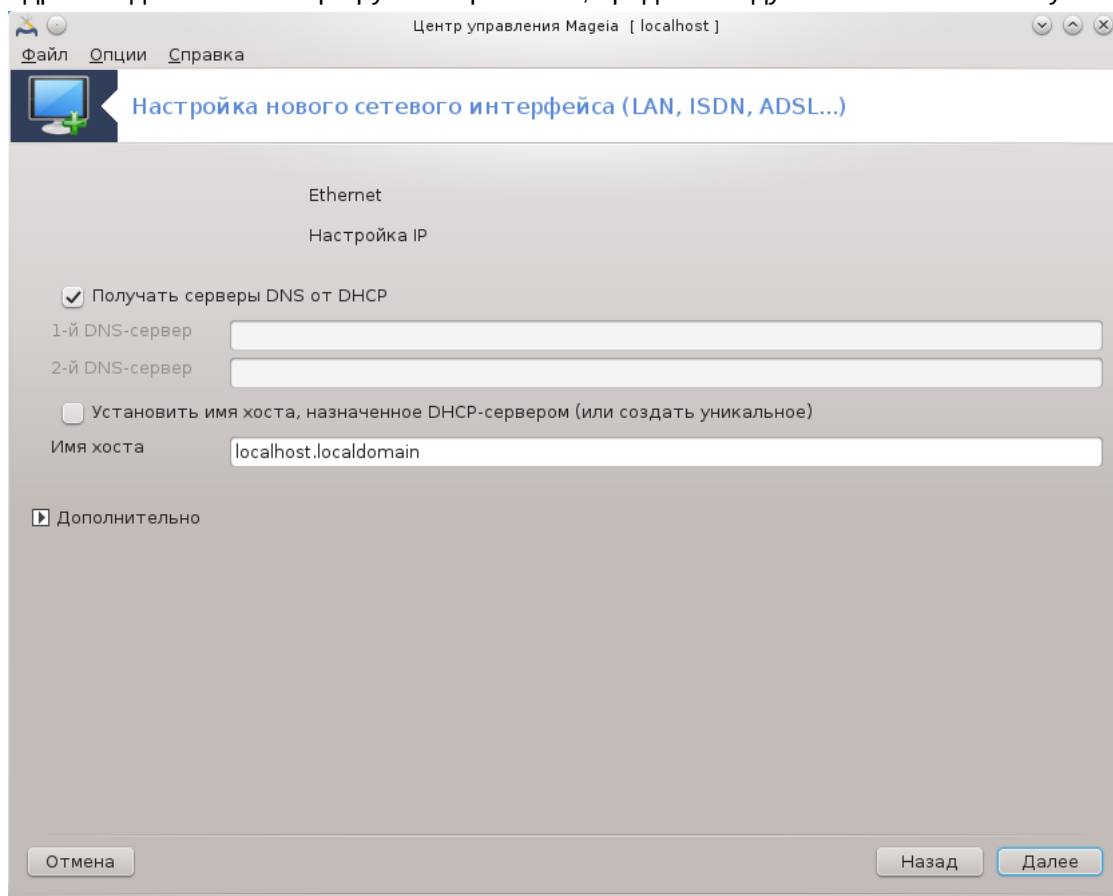 Центр управления Mageia [ localhost ]
Файл Опции Справка
Настройка нового сетевого интерфейса (LAN, ISDN, ADSL...)
Ethernet
Настройка IP
Получать серверы DNS от DHCP
1-й DNS-сервер
2-й DNS-сервер
Установить имя хоста, назначенное DHCP-сервером (или создать уникальное)
Имя хоста localhost.localdomain
Дополнительно
Отмена Назад Далее